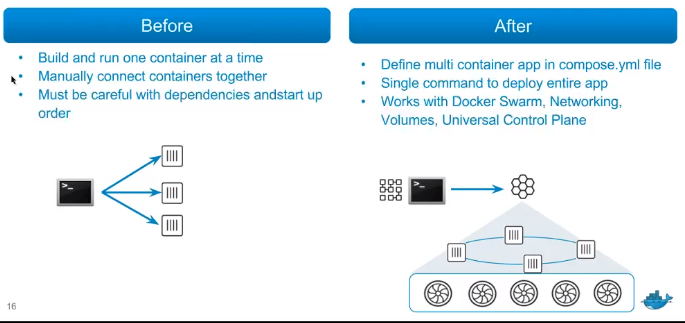 Before
• Build and run one container at a time
• Manually connect containers together
• Must be careful with dependencies andstart up
order
After
• Define multi container app in compose.yml file
• Single command to deploy entire app
• Works with Docker Swarm, Networking,
Volumes, Universal Control Plane
>_
>_
16